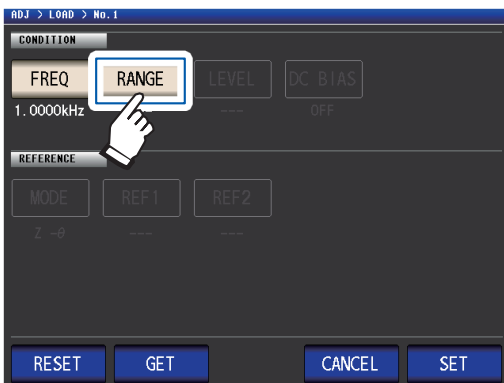 ADJ > LOAD > No.1
CONDITION
FREQ RANGE LEVEL DC BIAS
1.0000kHz --- OFF
REFERENCE
MODE REF1 REF2
Z -θ --- ---
RESET GET CANCEL SET